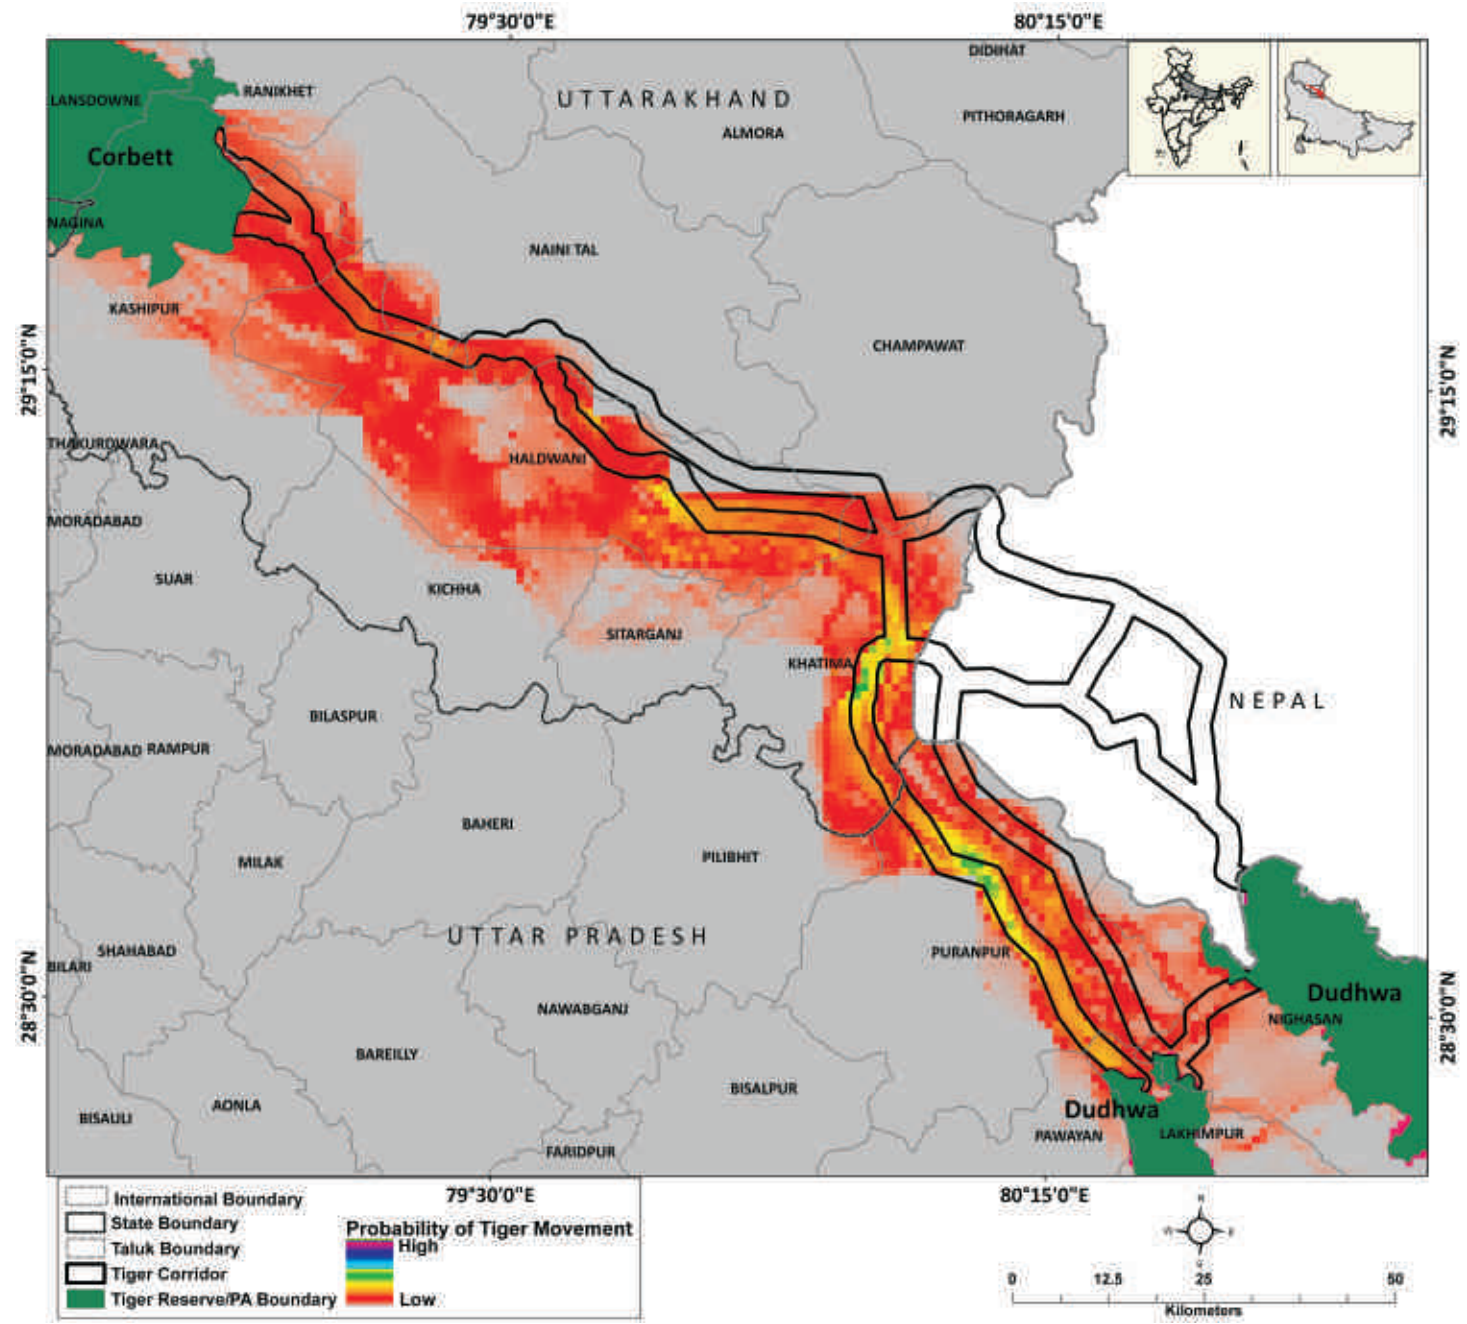 79°30'0"E
80°15'0"E
DIDIHAT
LANSDOWNE
RANIKHET
UTTARAKHAND
PITHORAGARH
ALMORA
Corbett
NAGINA
NAINI TAL
KASHIPUR
CHAMPAWAT
29°15'0"N
29°15'0"N
THAKURDWARA
HALDWANI
MORADABAD
SUAR
KICHHA
SITARGANJ
KHATIMA
NEPAL
BILASPUR
MORADABAD
RAMPUR
BAHERI
PILIBHIT
MILAK
UTTAR PRADESH
SHAHABAD
PURANPUR
BILARI
Dudhwa
28°30'0"N
28°30'0"N
NAWABGANJ
NIGHASAN
BAREILLY
BISALPUR
AONLA
BISAULI
Dudhwa
PAWAYAN
LAKHIMPUR
FARIDPUR
79°30'0"E
80°15'0"E
International Boundary
State Boundary
Taluk Boundary
Tiger Corridor
Tiger Reserve/PA Boundary
Probability of Tiger Movement
High
Low
N
W
E
0 12.5 25 50
Kilometers